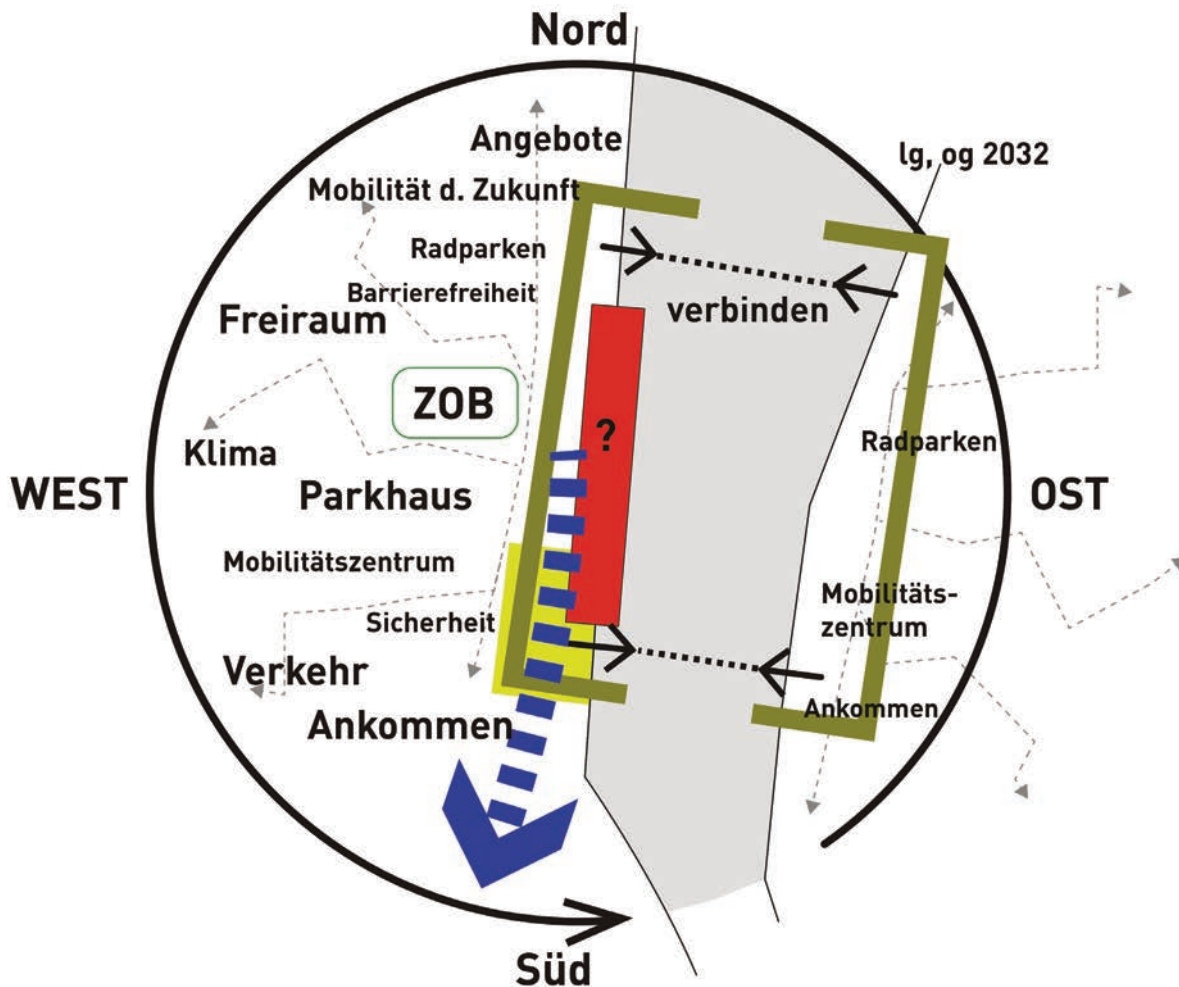 Nord
Angebote
lg, og 2032
Mobilität d. Zukunft
Radparken
Barrierefreiheit
Freiraum
verbinden
ZOB
?
Klima
Radparken
WEST
Parkhaus
OST
Mobilitätszentrum
Sicherheit
Mobilitäts-
zentrum
Verkehr
Ankommen
Ankommen
Süd